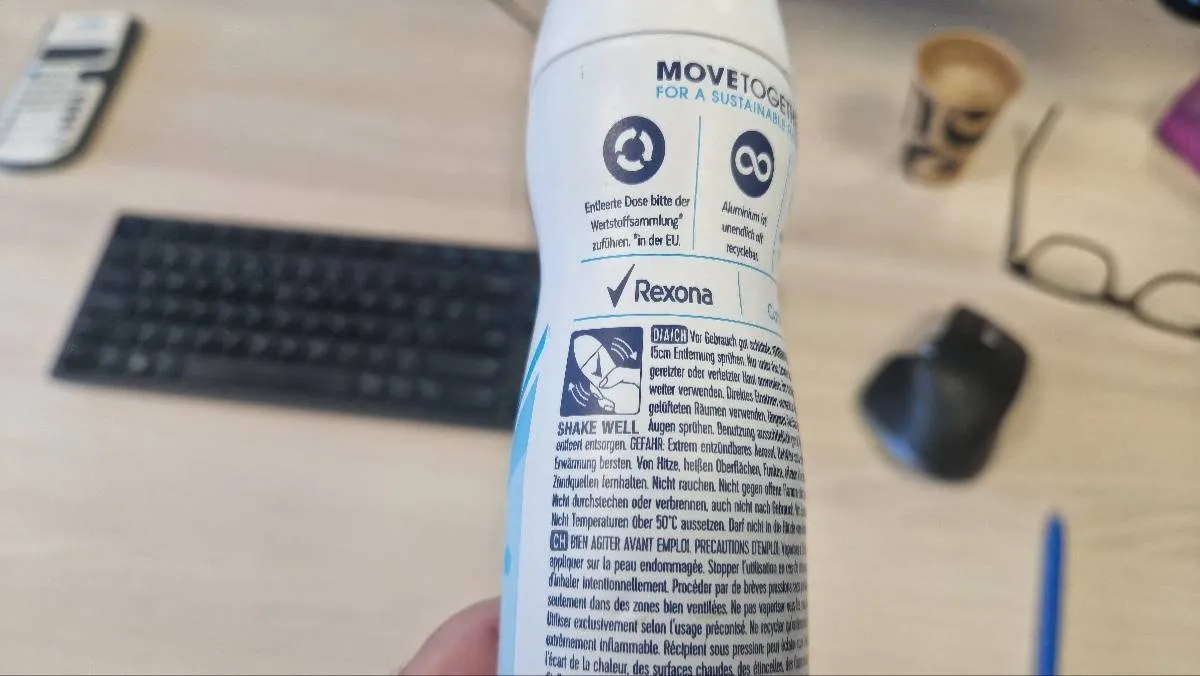 MOVETOGETH
FOR A SUSTAINABLE
Entleerte Dose bitte der
Wertstoffsammlung*
zuführen. *in der EU.
Aluminium ist
unendlich oft
recyclebar.
Rexona
D/A/CH Vor Gebrauch gut
15cm Entfernung sprühen. Nur
gereizter oder verletzter Haut
weiter verwenden. Direktes Einatmen
gelüfteten Räumen verwenden,
SHAKE WELL
Augen sprühen. Benutzung
entleert entsorgen. GEFAHR: Extrem entzündbares Aerosol.
Erwärmung bersten. Von Hitze, heißen Oberflächen, Funken,
Zündquellen fernhalten. Nicht rauchen. Nicht gegen offene
Nicht durchstechen oder verbrennen, auch nicht nach Gebrauch.
Nicht Temperaturen über 50°C aussetzen. Darf nicht in die
CH BIEN AGITER AVANT EMPLOI. PRECAUTIONS D'EMPLOI:
appliquer sur la peau endommagée. Stopper l'utilisation en cas
d'inhaler intentionnellement. Procéder par de brèves pressions
seulement dans des zones bien ventilées. Ne pas vaporiser
Utiliser exclusivement selon l'usage préconisé. Ne recycler
extrêmement inflammable. Récipient sous pression: peut
l'écart de la chaleur, des surfaces chaudes, des étincelles, des